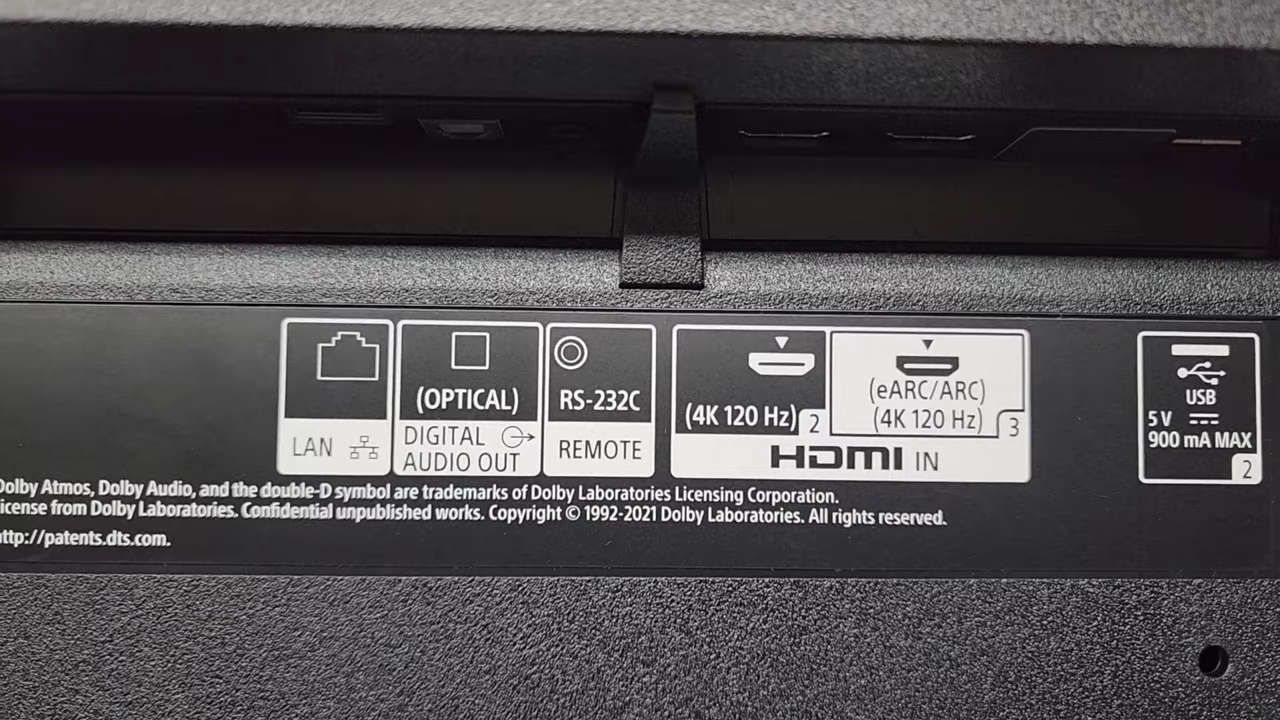 LAN
(OPTICAL)
DIGITAL
AUDIO OUT
RS-232C
REMOTE
(4K 120 Hz)
2
(eARC/ARC)
(4K 120 Hz)
3
HDMI IN
USB
5 V
900 mA MAX
2
Dolby Atmos, Dolby Audio, and the double-D symbol are trademarks of Dolby Laboratories Licensing Corporation.
from Dolby Laboratories. Confidential unpublished works. Copyright © 1992-2021 Dolby Laboratories. All rights reserved.
http://patents.dts.com.